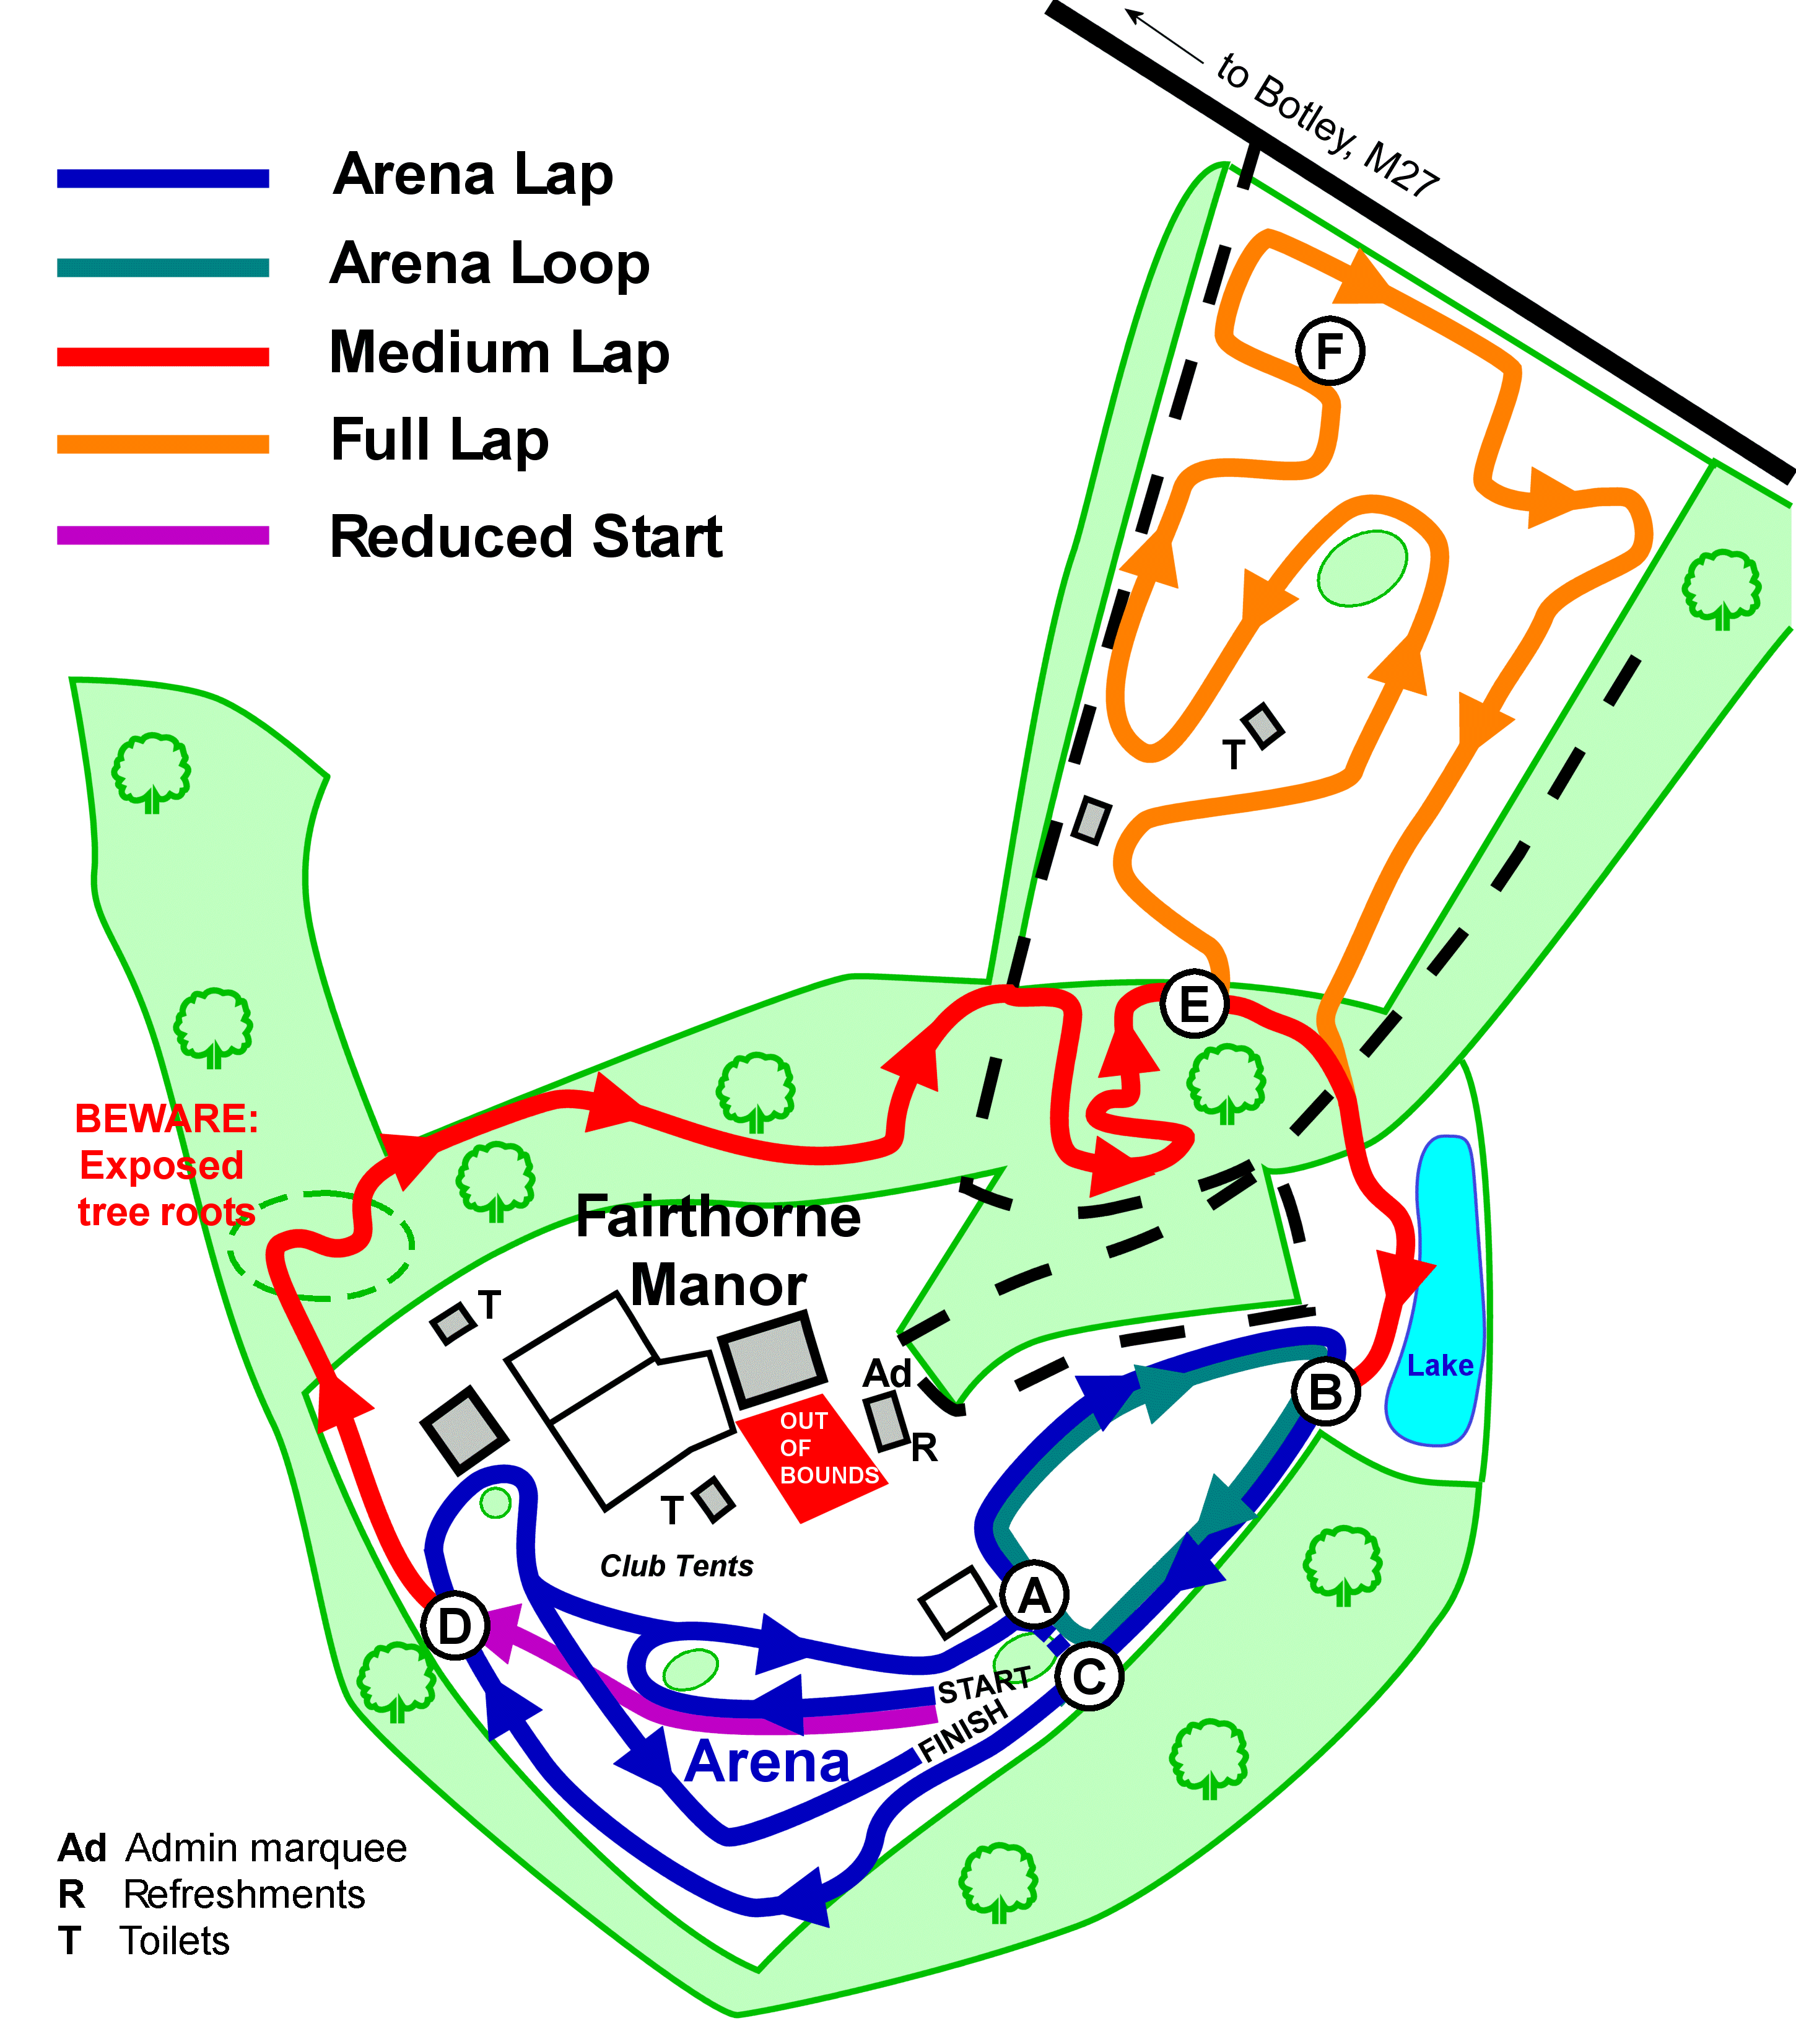 to Botley, M27
Arena Lap
Arena Loop
Medium Lap
Full Lap
Reduced Start
F
T
E
BEWARE:
Exposed
tree roots
Fairthorne
Manor
T
Ad
R
OUT
OF
BOUNDS
Lake
B
T
Club Tents
A
D
C
START
FINISH
Arena
Ad Admin marquee
R Refreshments
T Toilets